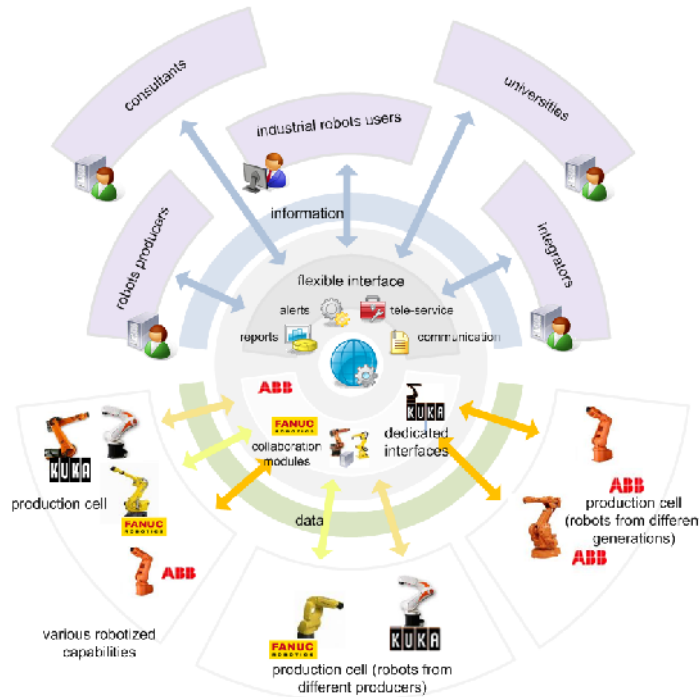 consultants
universities
industrial robots users
robots producers
information
integrators
flexible interface
alerts
tele-service
reports
communication
ABB
KUKA
FANUC
ROBOTICS
collaboration
modules
dedicated
interfaces
KUKA
production cell
FANUC
ROBOTICS
ABB
various robotized
capabilities
data
ABB
production cell
(robots from different
generations)
ABB
FANUC
ROBOTICS
KUKA
production cell (robots from
different producers)